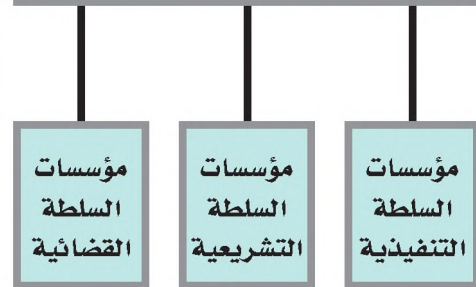 مؤسسات
السلطة
التنفيذية
مؤسسات
السلطة
التشريعية
مؤسسات
السلطة
القضائية